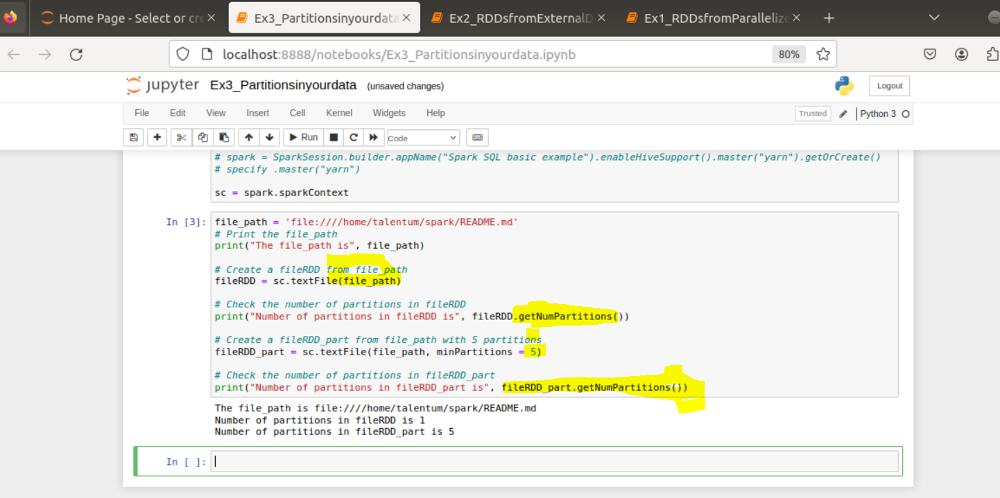 Home Page - Select or cre
Ex3_Partitionsinyourdata
Ex2_RDDsfromExternalD
Ex1_RDDsfromParallelize
localhost:8888/notebooks/Ex3_Partitionsinyourdata.ipynb
80%
jupyter Ex3_Partitionsinyourdata (unsaved changes)
Logout
File Edit View Insert Cell Kernel Widgets Help
Trusted
Python 3
Run
Code
# spark = SparkSession.builder.appName("Spark SQL basic example").enableHiveSupport().master("yarn").getOrCreate()
# specify .master("yarn")
sc = spark.sparkContext
In [3]: file_path = 'file:////home/talentum/spark/README.md'
# Print the file_path
print("The file_path is", file_path)
# Create a fileRDD from file_path
fileRDD = sc.textFile(file_path)
# Check the number of partitions in fileRDD
print("Number of partitions in fileRDD is", fileRDD.getNumPartitions())
# Create a fileRDD_part from file_path with 5 partitions
fileRDD_part = sc.textFile(file_path, minPartitions = 5)
# Check the number of partitions in fileRDD_part
print("Number of partitions in fileRDD_part is", fileRDD_part.getNumPartitions())
The file_path is file:////home/talentum/spark/README.md
Number of partitions in fileRDD is 1
Number of partitions in fileRDD_part is 5
In [ ]: